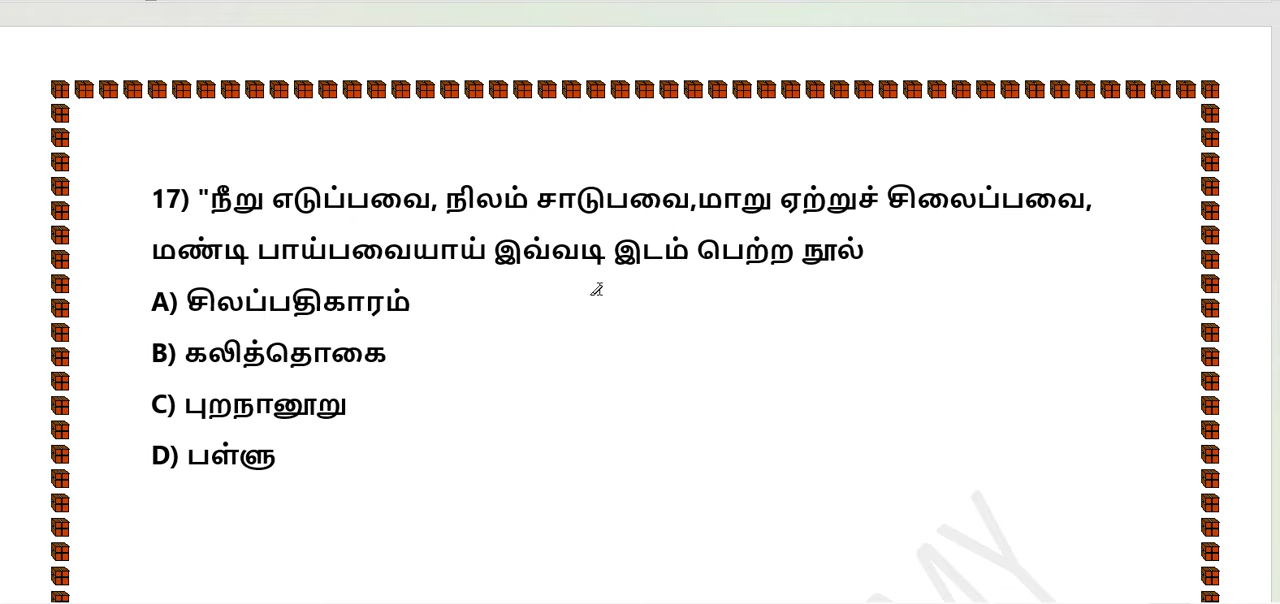 17) "நீறு எடுப்பவை, நிலம் சாடுபவை,மாறு ஏற்றுச் சிலைப்பவை,
மண்டி பாய்பவையாய் இவ்வடி இடம் பெற்ற நூல்
A) சிலப்பதிகாரம்
B) கலித்தொகை
C) புறநானூறு
D) பள்ளு